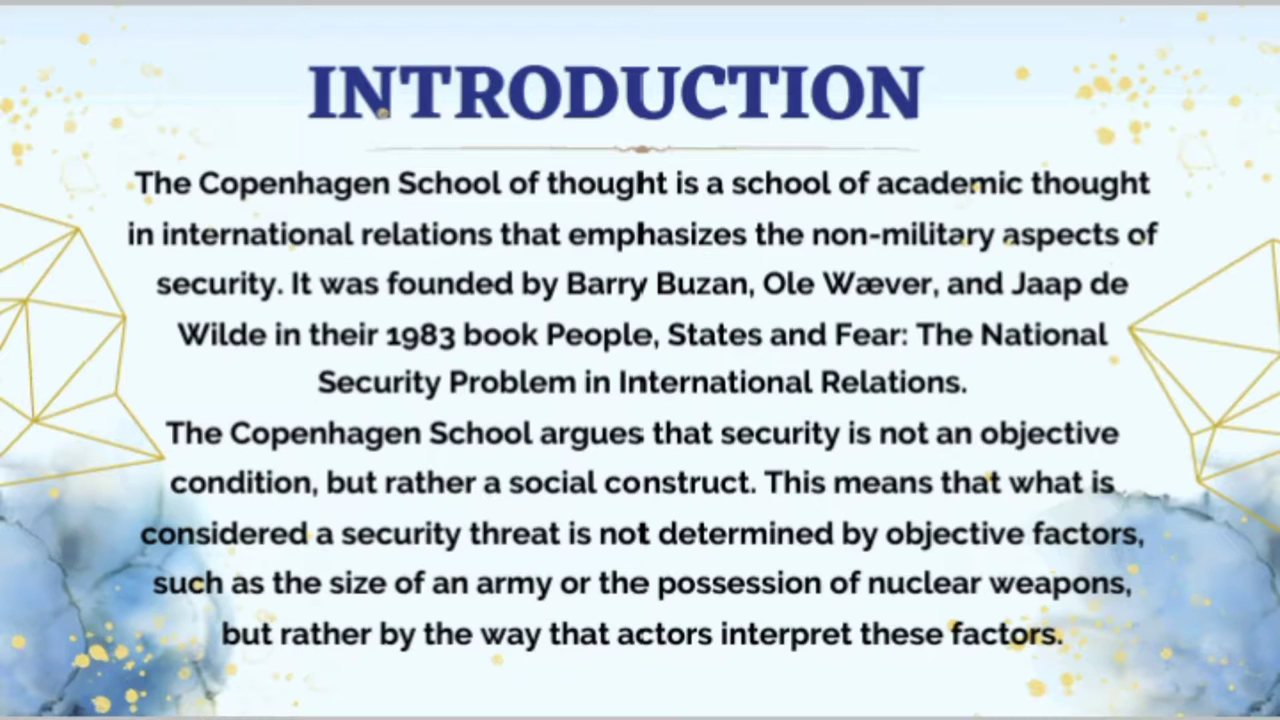 INTRODUCTION
The Copenhagen School of thought is a school of academic thought
in international relations that emphasizes the non-military aspects of
security. It was founded by Barry Buzan, Ole Wæver, and Jaap de
Wilde in their 1983 book People, States and Fear: The National
Security Problem in International Relations.
The Copenhagen School argues that security is not an objective
condition, but rather a social construct. This means that what is
considered a security threat is not determined by objective factors,
such as the size of an army or the possession of nuclear weapons,
but rather by the way that actors interpret these factors.